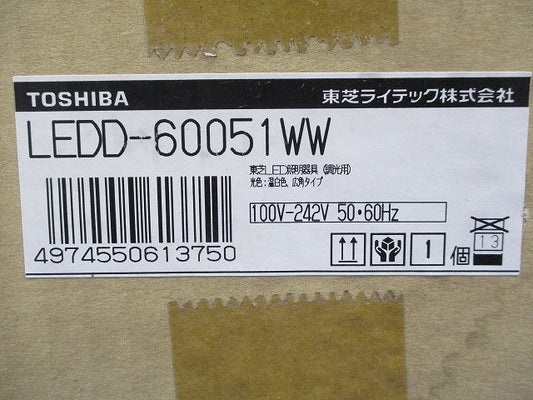 TOSHIBA 東芝ライテック株式会社
LEDD-60051WW
東芝LED照明器具 (調光用)
光色:温白色、広角タイプ
100V-242V 50・60Hz
4974550613750
1 個 13